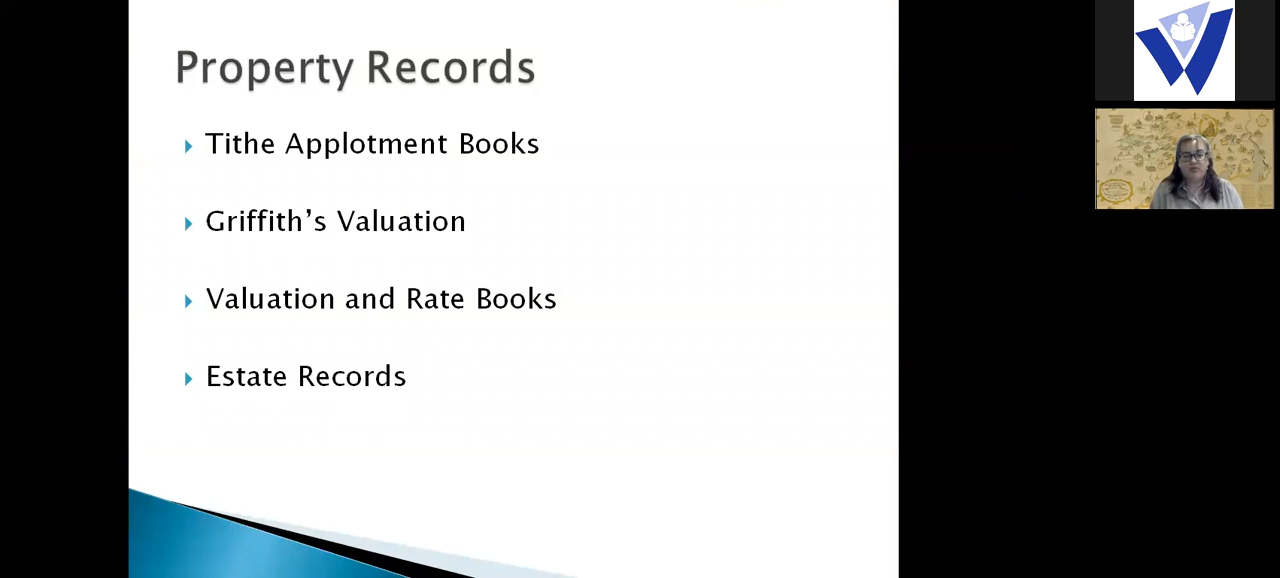 Property Records
Tithe Applotment Books
Griffith’s Valuation
Valuation and Rate Books
Estate Records